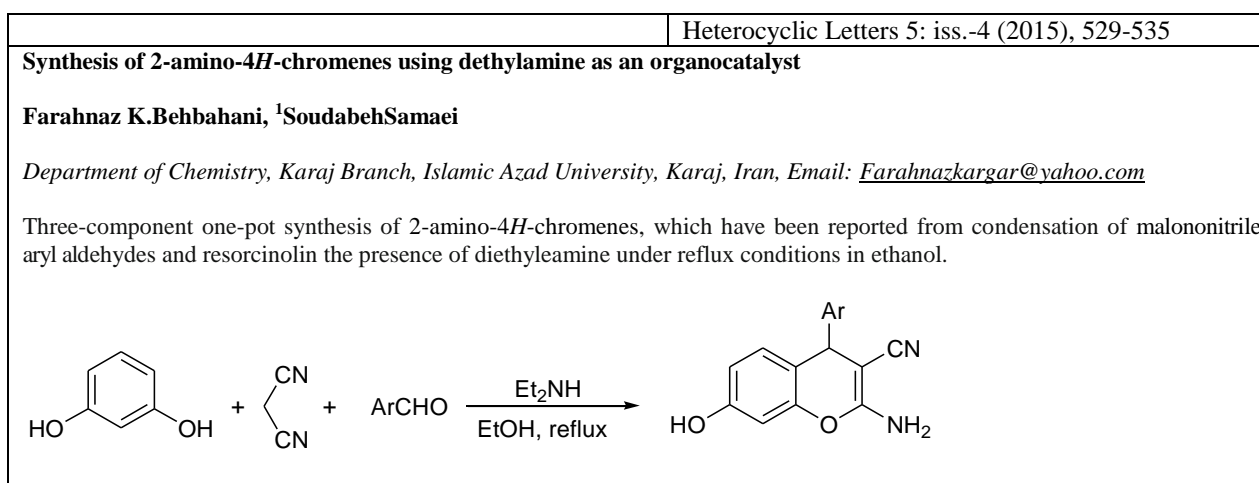 Heterocyclic Letters 5: iss.-4 (2015), 529-535
Synthesis of 2-amino-4H-chromenes using dethylamine as an organocatalyst
Farahnaz K.Behbahani, 1SoudabehSamaei
Department of Chemistry, Karaj Branch, Islamic Azad University, Karaj, Iran, Email: Farahnazkargar@yahoo.com
Three-component one-pot synthesis of 2-amino-4H-chromenes, which have been reported from condensation of malononitrile
aryl aldehydes and resorcinolin the presence of diethyleamine under reflux conditions in ethanol.
HO OH + CN CN + ArCHO Et2NH EtOH, reflux Ar CN HO O NH2